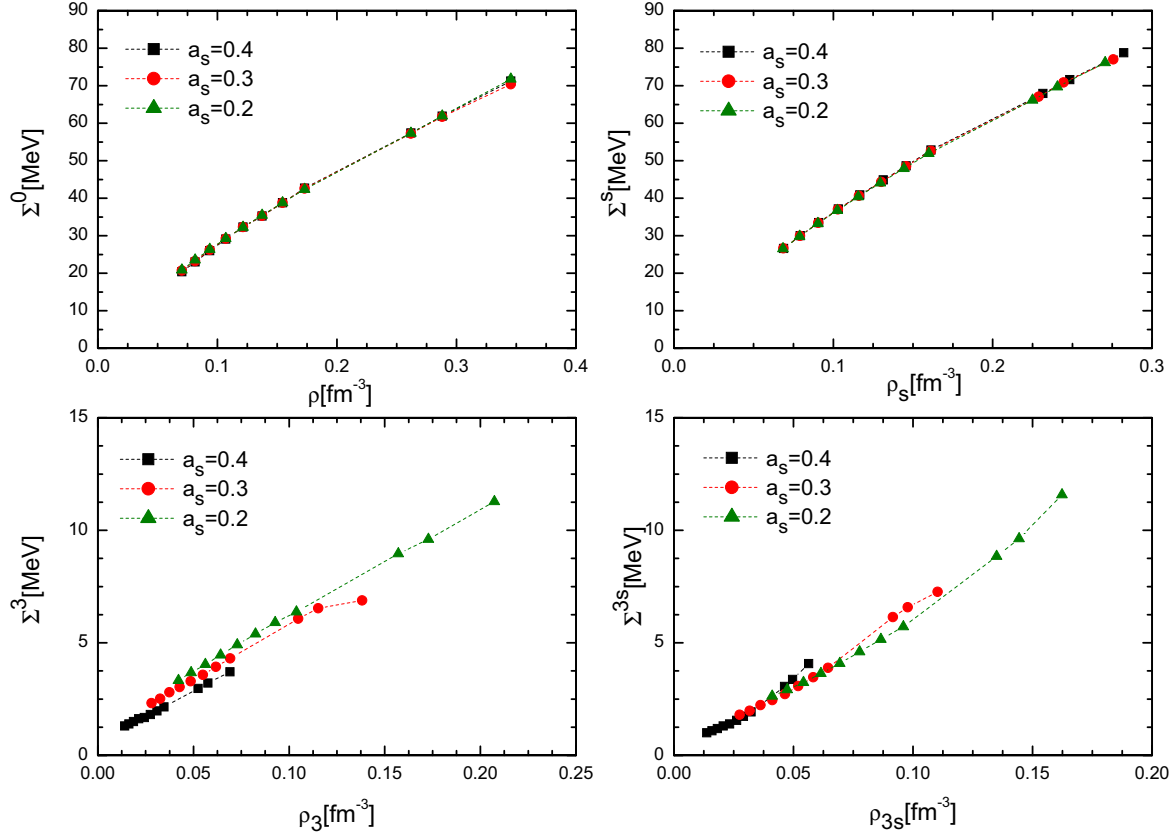 90
80
70
60
50
40
30
20
10
0
Σ⁰[MeV]
a_s=0.4
a_s=0.3
a_s=0.2
0.0 0.1 0.2 0.3 0.4
ρ[fm⁻³]
90
80
70
60
50
40
30
20
10
0
Σˢ[MeV]
a_s=0.4
a_s=0.3
a_s=0.2
0.0 0.1 0.2 0.3
ρ_s[fm⁻³]
15
10
5
0
Σ³[MeV]
a_s=0.4
a_s=0.3
a_s=0.2
0.00 0.05 0.10 0.15 0.20 0.25
ρ₃[fm⁻³]
15
10
5
0
Σ³ˢ[MeV]
a_s=0.4
a_s=0.3
a_s=0.2
0.00 0.05 0.10 0.15 0.20
ρ_3s[fm⁻³]